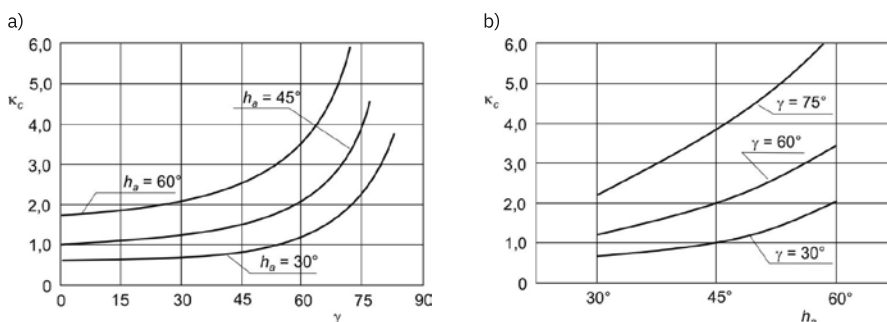 a)
6,0
5,0
κc
4,0
3,0
2,0
1,0
0
hₐ = 45°
hₐ = 60°
hₐ = 30°
0 15 30 45 60 75 90
γ
b)
6,0
5,0
κc
4,0
3,0
2,0
1,0
0
γ = 75°
γ = 60°
γ = 30°
30° 45° 60°
hₐ